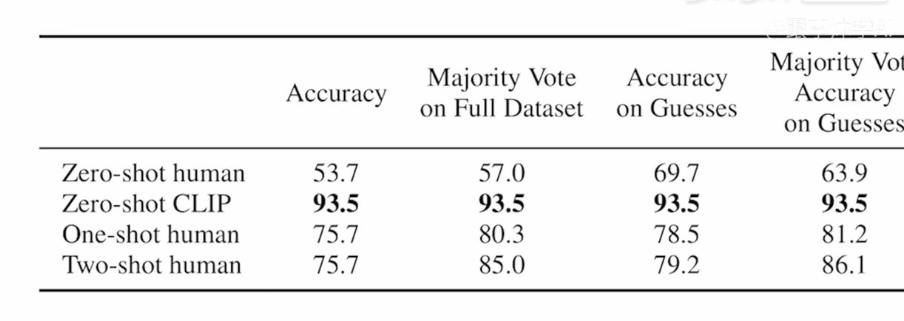 Accuracy
Majority Vote
on Full Dataset
Accuracy
on Guesses
Majority Vot
Accuracy
on Guesses
Zero-shot human 53.7 57.0 69.7 63.9
Zero-shot CLIP 93.5 93.5 93.5 93.5
One-shot human 75.7 80.3 78.5 81.2
Two-shot human 75.7 85.0 79.2 86.1